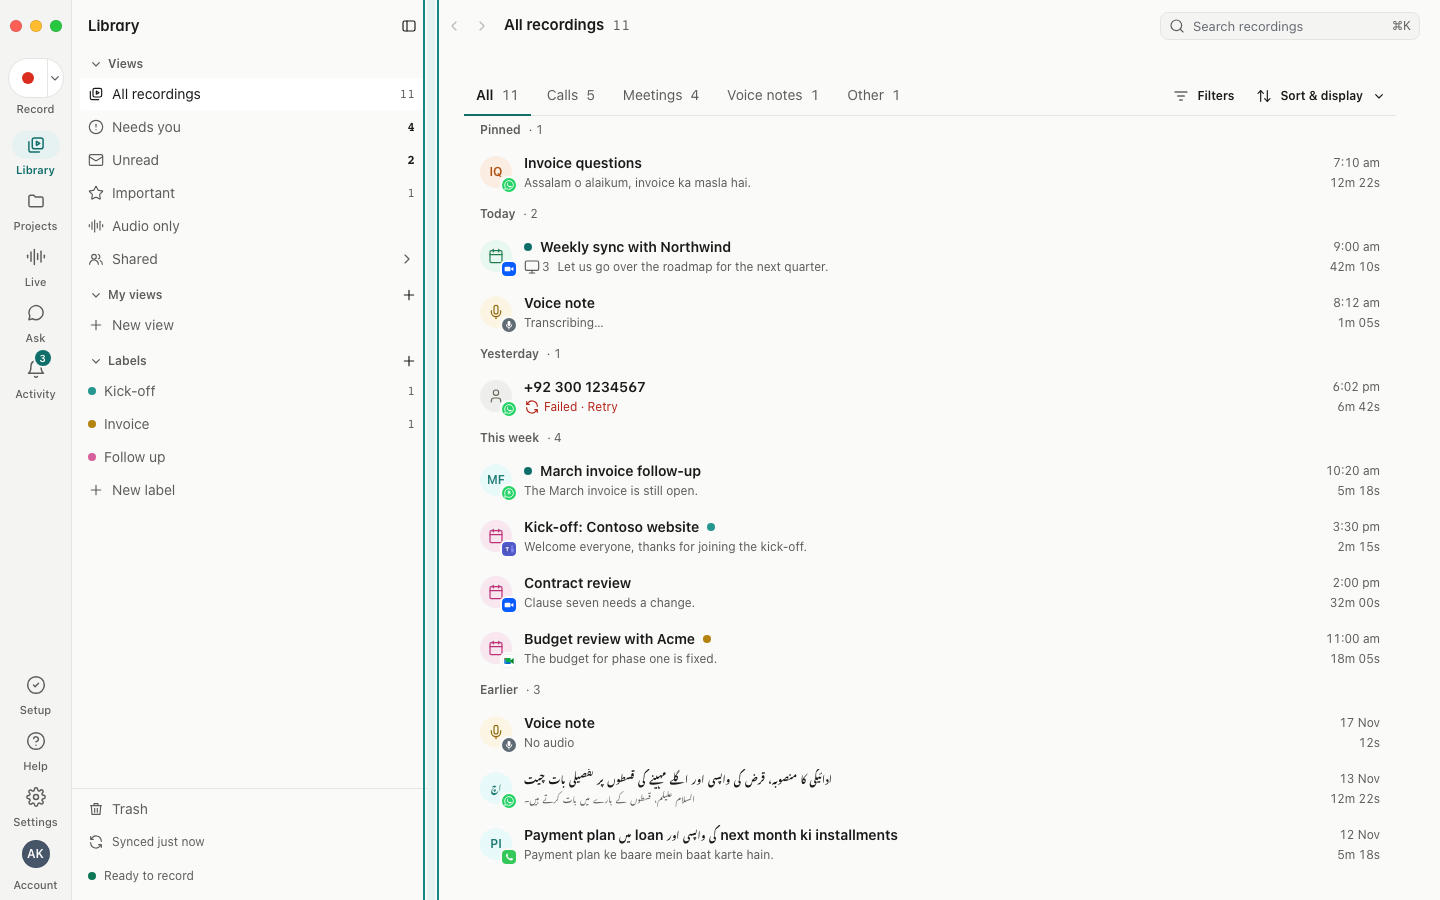 Library
Record
Library
Projects
Live
Ask
3
Activity
Setup
Help
Settings
AK
Account
Views
All recordings 11
Needs you 4
Unread 2
Important 1
Audio only
Shared
My views
New view
Labels
Kick-off 1
Invoice 1
Follow up
New label
Trash
Synced just now
Ready to record
All recordings 11
Search recordings ⌘K
All 11 Calls 5 Meetings 4 Voice notes 1 Other 1
Filters Sort & display
Pinned · 1
IQ Invoice questions 7:10 am
Assalam o alaikum, invoice ka masla hai. 12m 22s
Today · 2
Weekly sync with Northwind 9:00 am
3 Let us go over the roadmap for the next quarter. 42m 10s
Voice note 8:12 am
Transcribing... 1m 05s
Yesterday · 1
+92 300 1234567 6:02 pm
Failed · Retry 6m 42s
This week · 4
MF March invoice follow-up 10:20 am
The March invoice is still open. 5m 18s
Kick-off: Contoso website 3:30 pm
Welcome everyone, thanks for joining the kick-off. 2m 15s
Contract review 2:00 pm
Clause seven needs a change. 32m 00s
Budget review with Acme 11:00 am
The budget for phase one is fixed. 18m 05s
Earlier · 3
Voice note 17 Nov
No audio 12s
اچ ادائیگی کا منصوبہ، قرض کی واپسی اور اگلے مہینے کی قسطوں پر تفصیلی بات چیت 13 Nov
السلام علیکم، قسطوں کے بارے میں بات کرتے ہیں۔ 12m 22s
PI Payment plan میں loan کی واپسی اور next month ki installments 12 Nov
Payment plan ke baare mein baat karte hain. 5m 18s